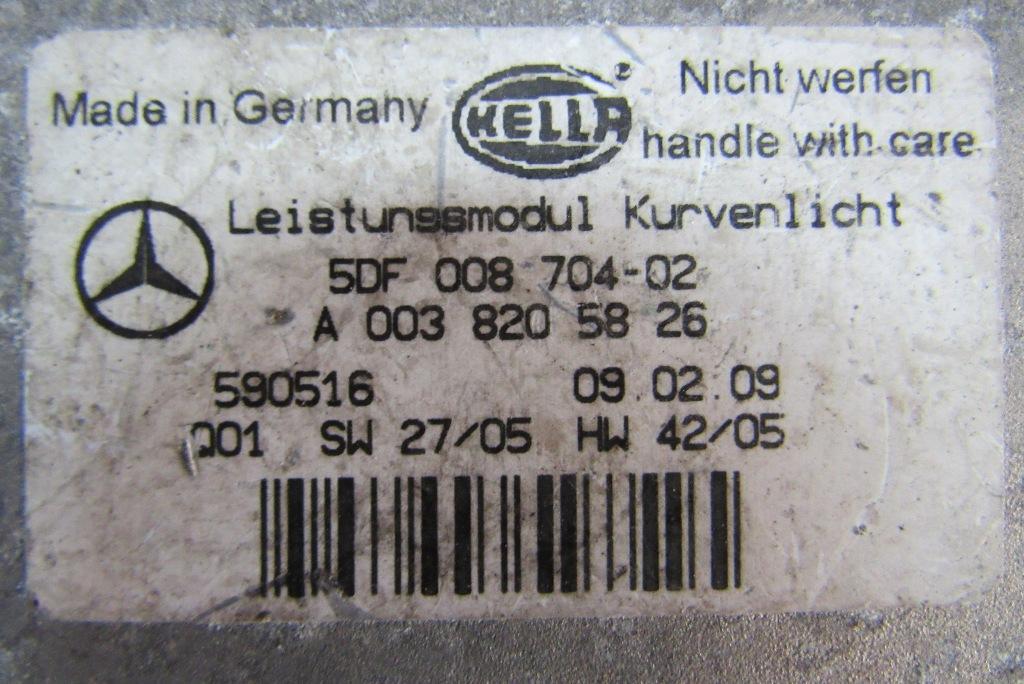 Made in Germany
HELLA
Nicht werfen
handle with care
Leistungsmodul Kurvenlicht
5DF 008 704-02
A 003 820 58 26
590516 09.02.09
Q01 SW 27/05 HW 42/05